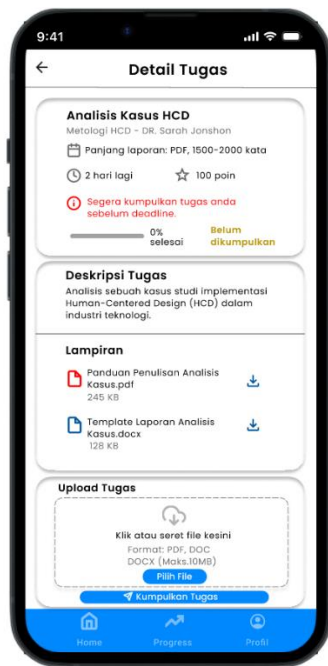 9:41
Detail Tugas
Analisis Kasus HCD
Metologi HCD - DR. Sarah Jonshon
Panjang laporan: PDF, 1500-2000 kata
2 hari lagi
100 poin
Segera kumpulkan tugas anda
sebelum deadline.
0%
selesai
Belum
dikumpulkan
Deskripsi Tugas
Analisis sebuah kasus studi implementasi
Human-Centered Design (HCD) dalam
industri teknologi.
Lampiran
Panduan Penulisan Analisis
Kasus.pdf
245 KB
Template Laporan Analisis
Kasus.docx
128 KB
Upload Tugas
Klik atau seret file kesini
Format: PDF, DOC
DOCX (Maks.10MB)
Pilih File
Kumpulkan Tugas
Home
Progress
Profil